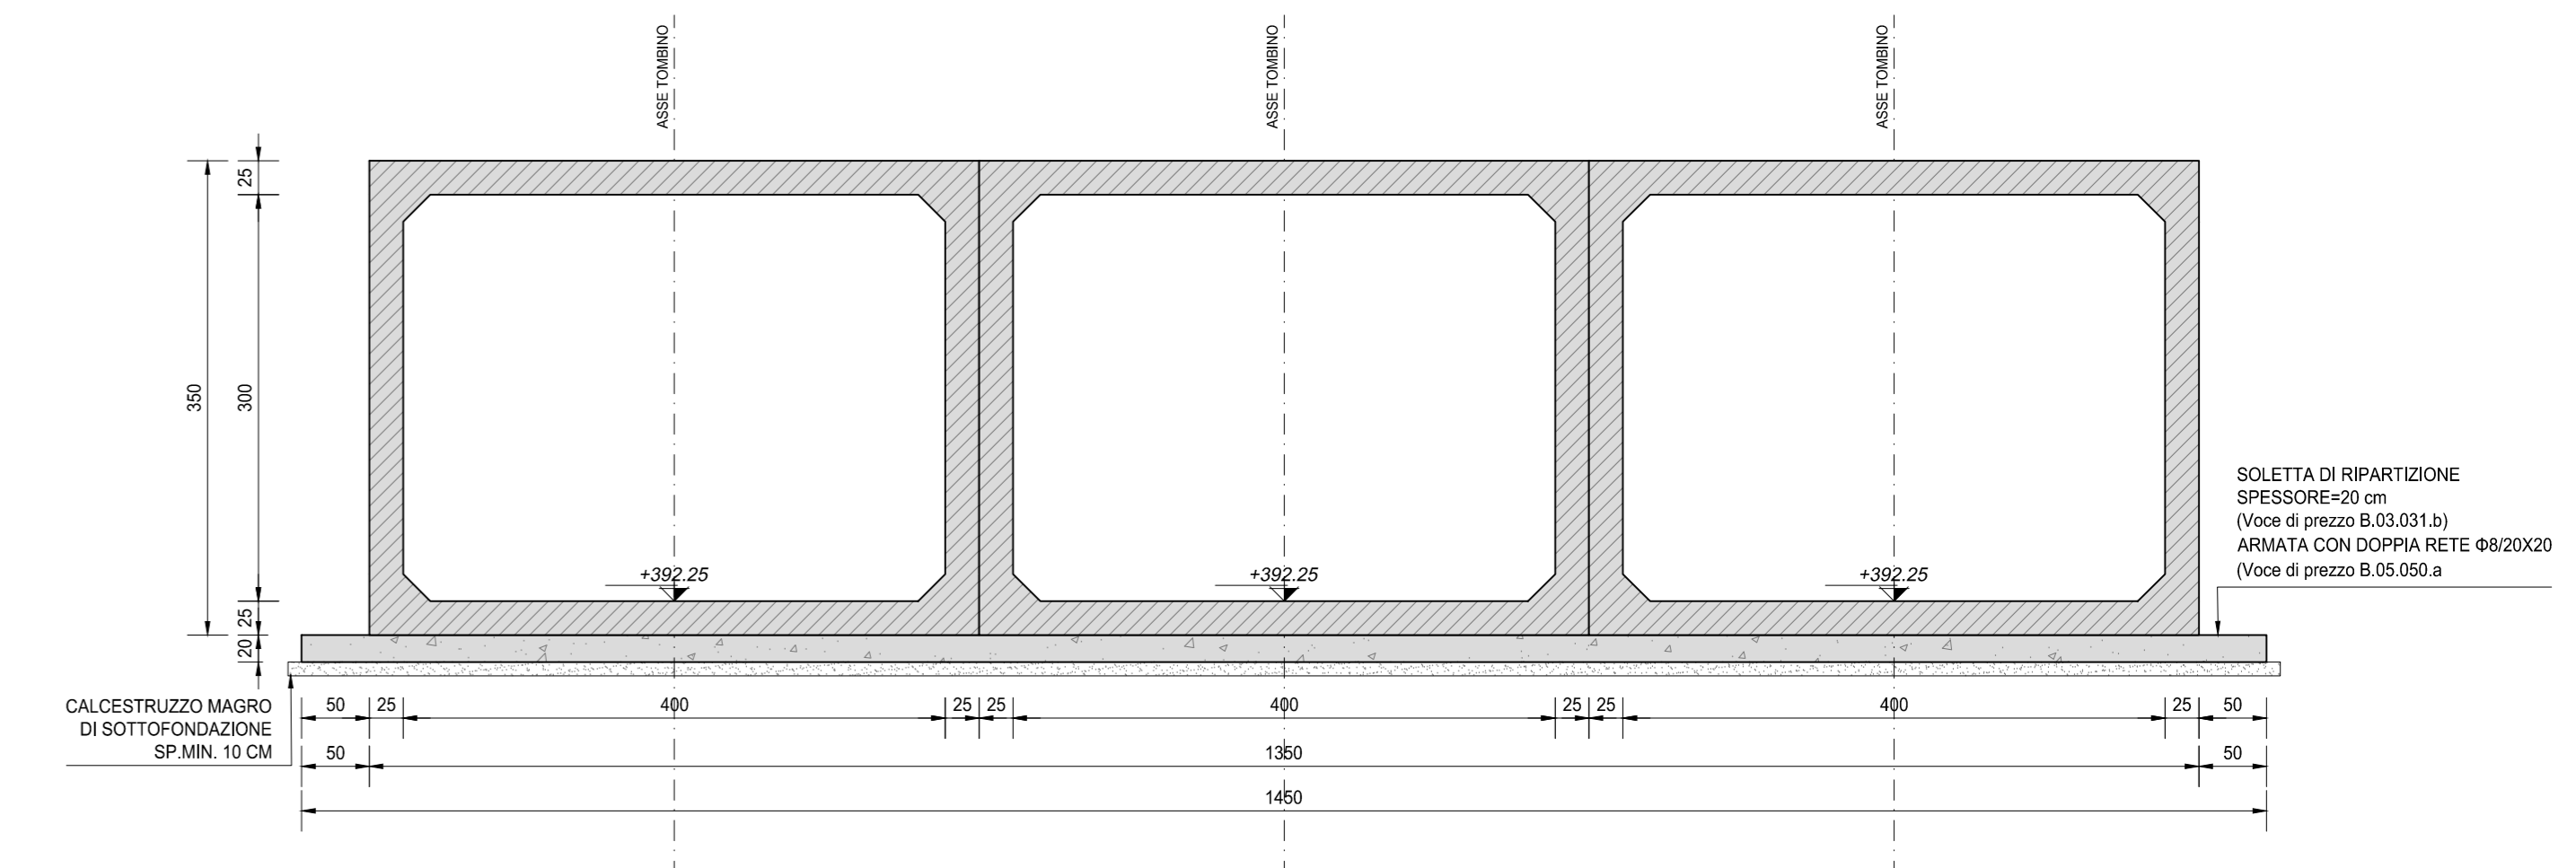 ASSE TOMBINO
ASSE TOMBINO
ASSE TOMBINO
25
350
300
25
20
+392.25
+392.25
+392.25
SOLETTA DI RIPARTIZIONE
SPESSORE=20 cm
(Voce di prezzo B.03.031.b)
ARMATA CON DOPPIA RETE Φ8/20X20
(Voce di prezzo B.05.050.a
CALCESTRUZZO MAGRO
DI SOTTOFONDAZIONE
SP.MIN. 10 CM
50 25 400 25 25 400 25 25 400 25 50
50 1350 50
1450